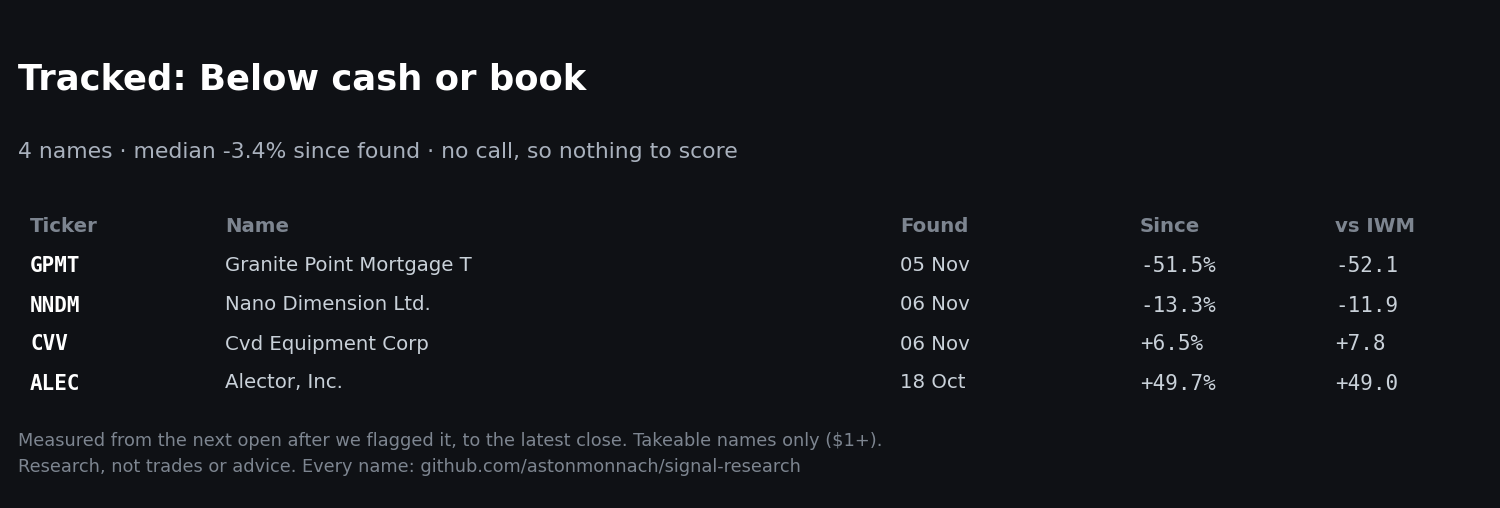 Tracked: Below cash or book
4 names · median -3.4% since found · no call, so nothing to score
Ticker Name Found Since vs IWM
GPMT Granite Point Mortgage T 05 Nov -51.5% -52.1
NNDM Nano Dimension Ltd. 06 Nov -13.3% -11.9
CVV Cvd Equipment Corp 06 Nov +6.5% +7.8
ALEC Alector, Inc. 18 Oct +49.7% +49.0
Measured from the next open after we flagged it, to the latest close. Takeable names only ($1+).
Research, not trades or advice. Every name: github.com/astonmonnach/signal-research